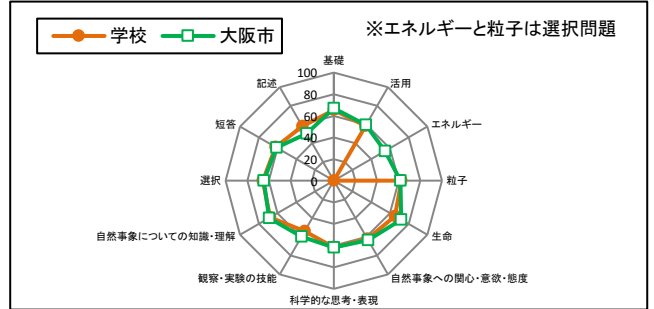 学校 大阪市
※エネルギーと粒子は選択問題
基礎
活用
エネルギー
粒子
生命
自然事象への関心・意欲・態度
科学的な思考・表現
観察・実験の技能
自然事象についての知識・理解
選択
短答
記述
100
80
60
40
20
0